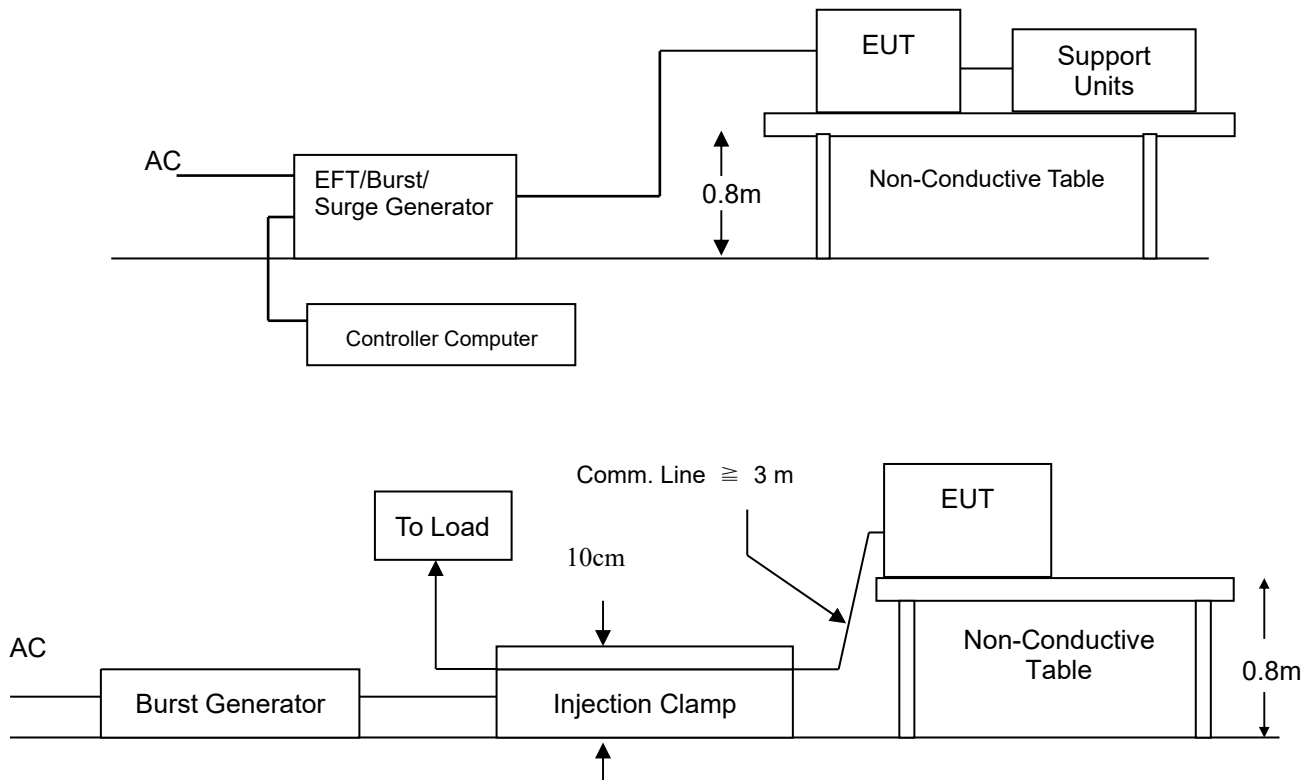 EUT
Support
Units
AC
EFT/Burst/
Surge Generator
0.8m
Non-Conductive Table
Controller Computer
Comm. Line ≧ 3 m
EUT
To Load
10cm
AC
Non-Conductive
Table
0.8m
Burst Generator
Injection Clamp